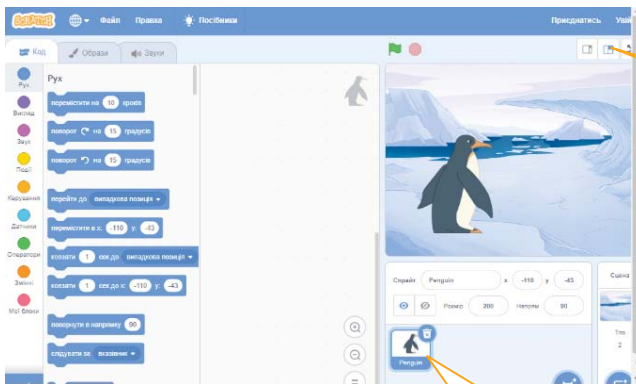 SCRATCH Файл Правка Посібники Приєднатись Увій
Код Образи Звуки
Рух
Вигляд
Звук
Події
Керування
Датчики
Оператори
Змінні
Мої блоки
Рух
перемістити на 10 кроків
поворот на 15 градусів
поворот на 15 градусів
перейти до випадкова позиція
перемістити в x: -110 y: -43
ковзати 1 сек до випадкова позиція
ковзати 1 сек до x: -110 y: -43
повернути в напрямку 90
слідувати за вказівник
Спрайт Penguin x -110 y -43
Розмір 200 Напрям 90
Penguin
Сцена
Тло
2